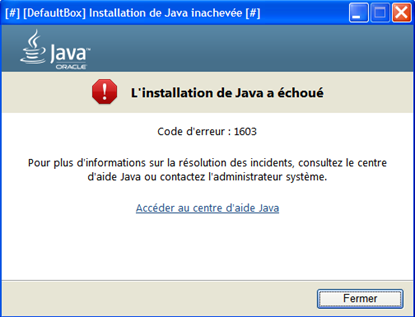 [#] [DefaultBox] Installation de Java inachevée [#]
Java™
ORACLE
L'installation de Java a échoué
Code d'erreur : 1603
Pour plus d'informations sur la résolution des incidents, consultez le centre
d'aide Java ou contactez l'administrateur système.
Accéder au centre d'aide Java
Fermer